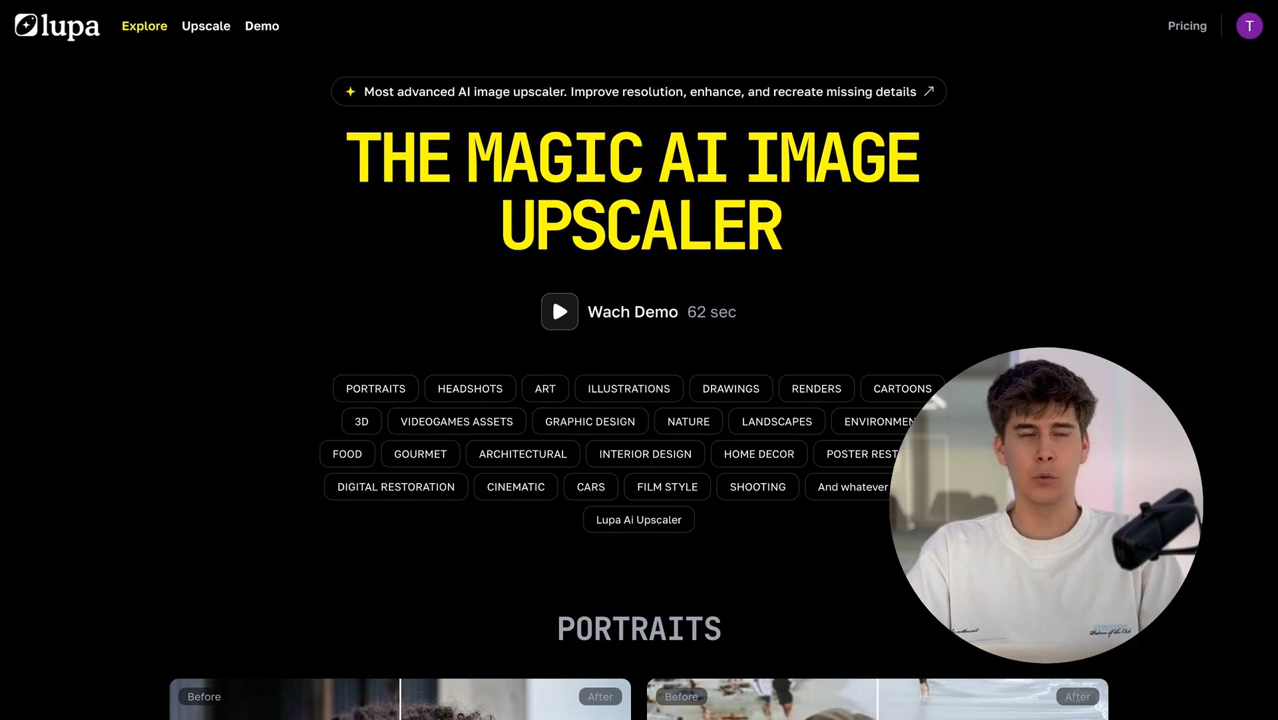 lupa Explore Upscale Demo Pricing T
Most advanced AI image upscaler. Improve resolution, enhance, and recreate missing details
THE MAGIC AI IMAGE
UPSCALER
Wach Demo 62 sec
PORTRAITS HEADSHOTS ART ILLUSTRATIONS DRAWINGS RENDERS CARTOONS
3D VIDEOGAMES ASSETS GRAPHIC DESIGN NATURE LANDSCAPES ENVIRONMEN
FOOD GOURMET ARCHITECTURAL INTERIOR DESIGN HOME DECOR POSTER REST
DIGITAL RESTORATION CINEMATIC CARS FILM STYLE SHOOTING And whatever
Lupa Ai Upscaler
PORTRAITS
Before After Before After